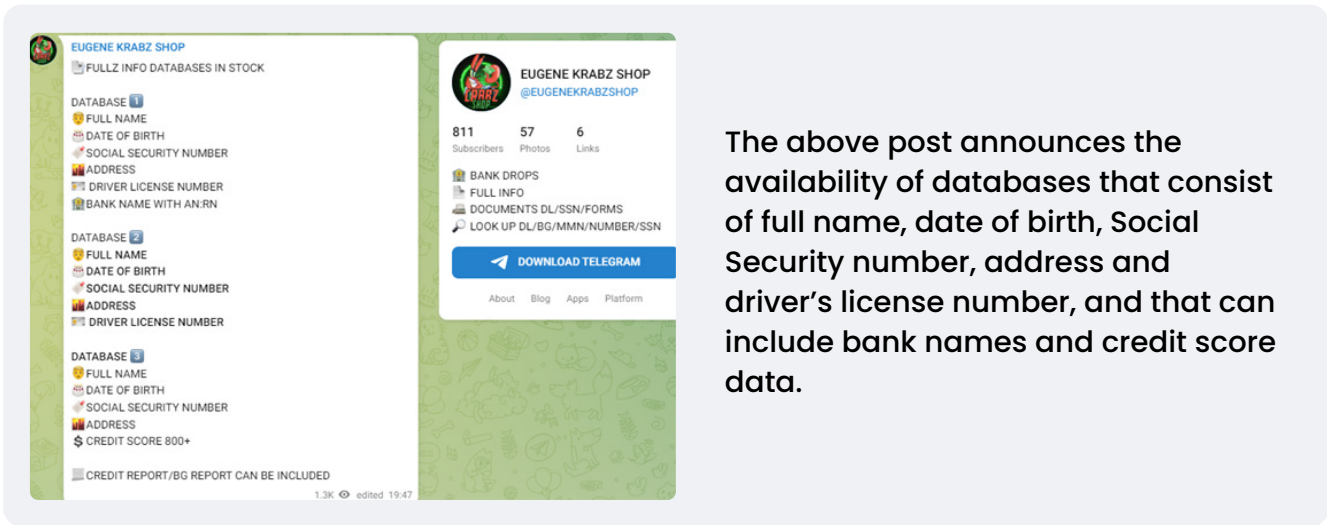 EUGENE KRABZ SHOP
FULLZ INFO DATABASES IN STOCK
DATABASE 1
FULL NAME
DATE OF BIRTH
SOCIAL SECURITY NUMBER
ADDRESS
DRIVER LICENSE NUMBER
BANK NAME WITH AN:RN
DATABASE 2
FULL NAME
DATE OF BIRTH
SOCIAL SECURITY NUMBER
ADDRESS
DRIVER LICENSE NUMBER
DATABASE 3
FULL NAME
DATE OF BIRTH
SOCIAL SECURITY NUMBER
ADDRESS
$ CREDIT SCORE 800+
CREDIT REPORT/BG REPORT CAN BE INCLUDED
1.3K edited 19:47
KRABZ
SHOP
EUGENE KRABZ SHOP
@EUGENEKRABZSHOP
811 57 6
Subscribers Photos Links
BANK DROPS
FULL INFO
DOCUMENTS DL/SSN/FORMS
LOOK UP DL/BG/MMN/NUMBER/SSN
DOWNLOAD TELEGRAM
About Blog Apps Platform
The above post announces the
availability of databases that consist
of full name, date of birth, Social
Security number, address and
driver’s license number, and that can
include bank names and credit score
data.